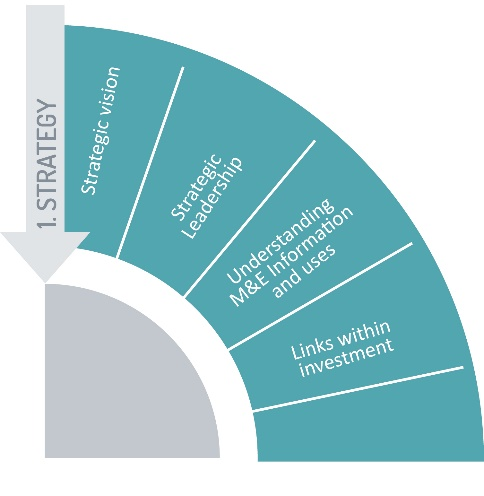 1. STRATEGY
Strategic vision
Strategic
Leadership
Understanding
M&E Information
and uses
Links within
investment